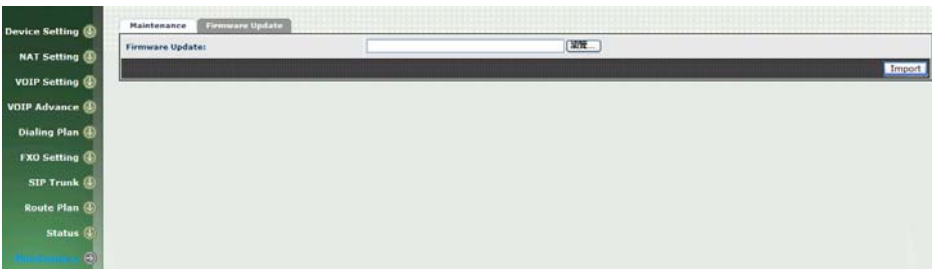 Maintenance
Firmware Update
Device Setting
Firmware Update:
瀏覽...
NAT Setting
Import
VOIP Setting
VOIP Advance
Dialing Plan
FXO Setting
SIP Trunk
Route Plan
Status
Maintenance